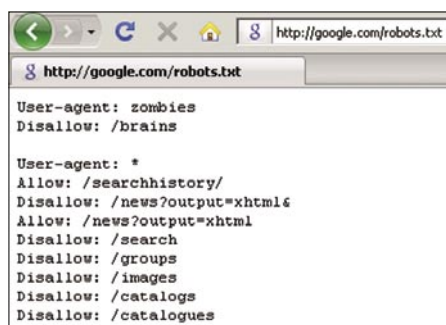 http://google.com/robots.txt
http://google.com/robots.txt
User-agent: zombies
Disallow: /brains
User-agent: *
Allow: /searchhistory/
Disallow: /news?output=xhtml&
Allow: /news?output=xhtml
Disallow: /search
Disallow: /groups
Disallow: /images
Disallow: /catalogs
Disallow: /catalogues